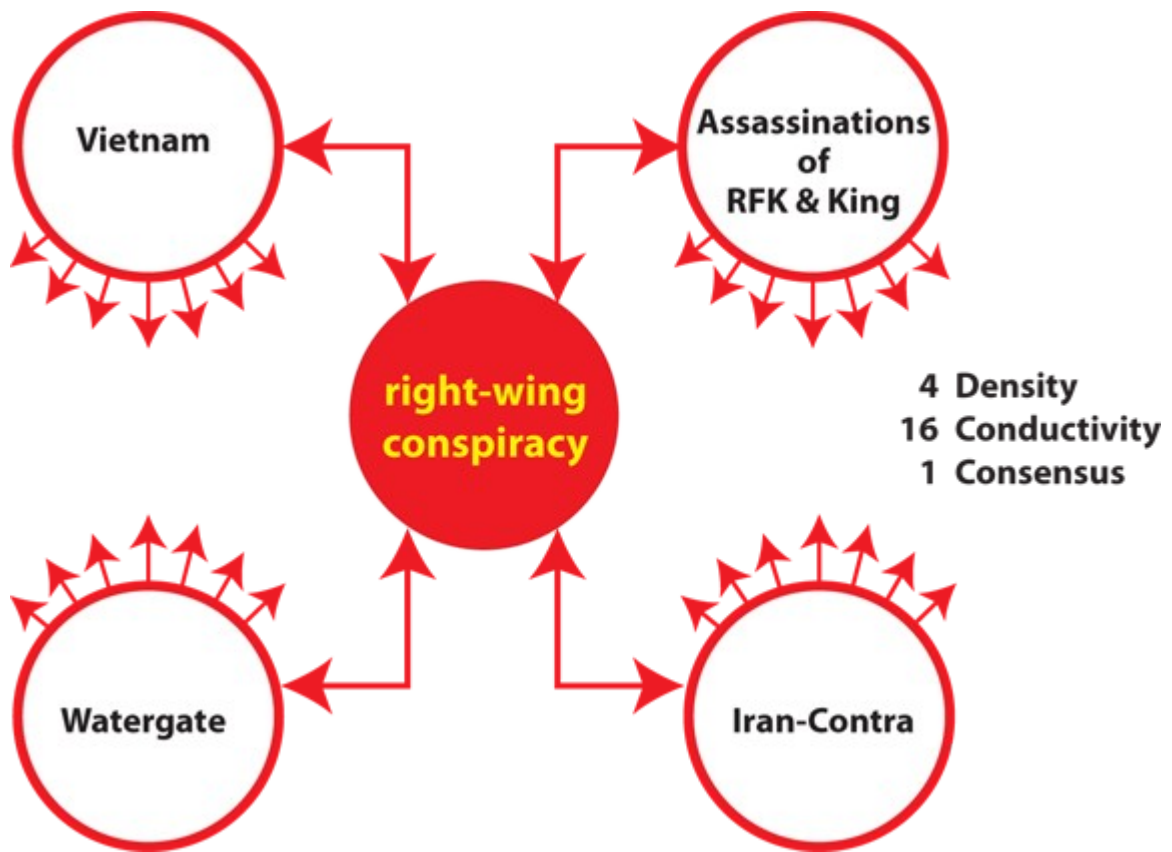 Vietnam
Assassinations
of
RFK & King
right-wing
conspiracy
4 Density
16 Conductivity
1 Consensus
Watergate
Iran-Contra